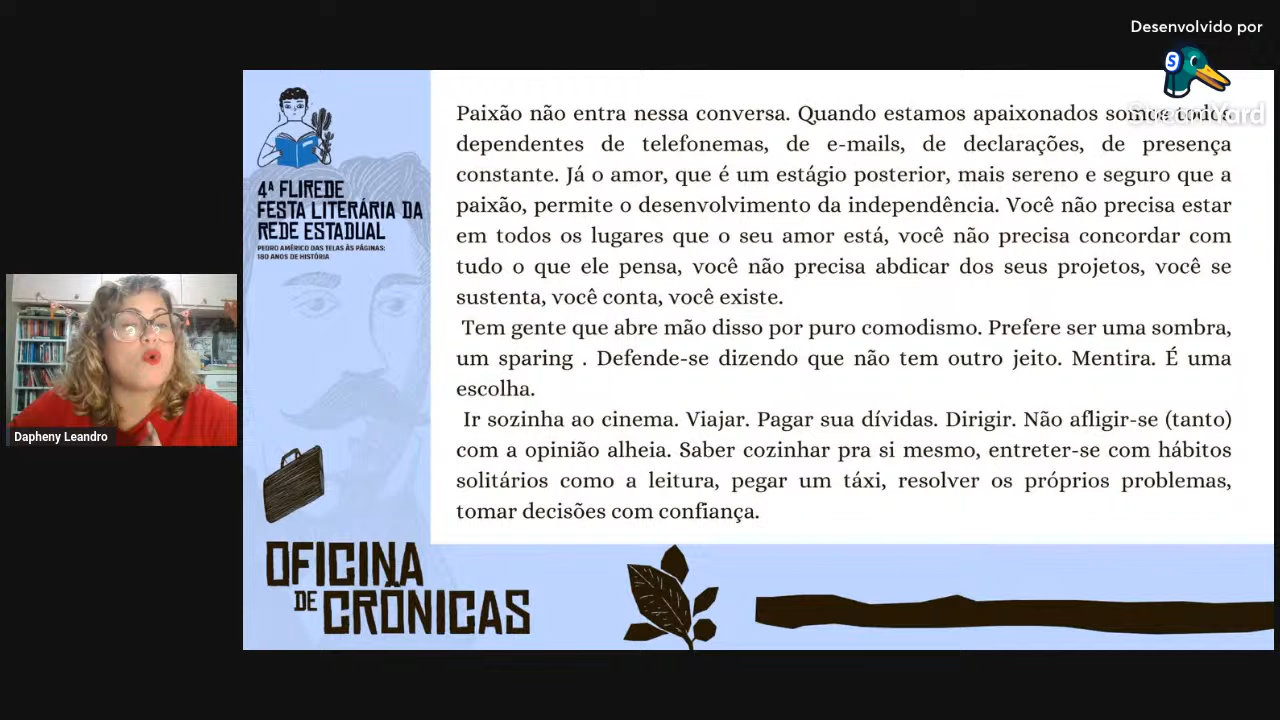 Desenvolvido por
StreamYard
4ª FLIREDE
FESTA LITERÁRIA DA
REDE ESTADUAL
PEDRO AMÉRICO DAS TELAS ÀS PÁGINAS:
180 ANOS DE HISTÓRIA
Paixão não entra nessa conversa. Quando estamos apaixonados somos todos
dependentes de telefonemas, de e-mails, de declarações, de presença
constante. Já o amor, que é um estágio posterior, mais sereno e seguro que a
paixão, permite o desenvolvimento da independência. Você não precisa estar
em todos os lugares que o seu amor está, você não precisa concordar com
tudo o que ele pensa, você não precisa abdicar dos seus projetos, você se
sustenta, você conta, você existe.
Tem gente que abre mão disso por puro comodismo. Prefere ser uma sombra,
um sparing . Defende-se dizendo que não tem outro jeito. Mentira. É uma
escolha.
Ir sozinha ao cinema. Viajar. Pagar sua dívidas. Dirigir. Não afligir-se (tanto)
com a opinião alheia. Saber cozinhar pra si mesmo, entreter-se com hábitos
solitários como a leitura, pegar um táxi, resolver os próprios problemas,
tomar decisões com confiança.
Dapheny Leandro
OFICINA
DE CRÔNICAS